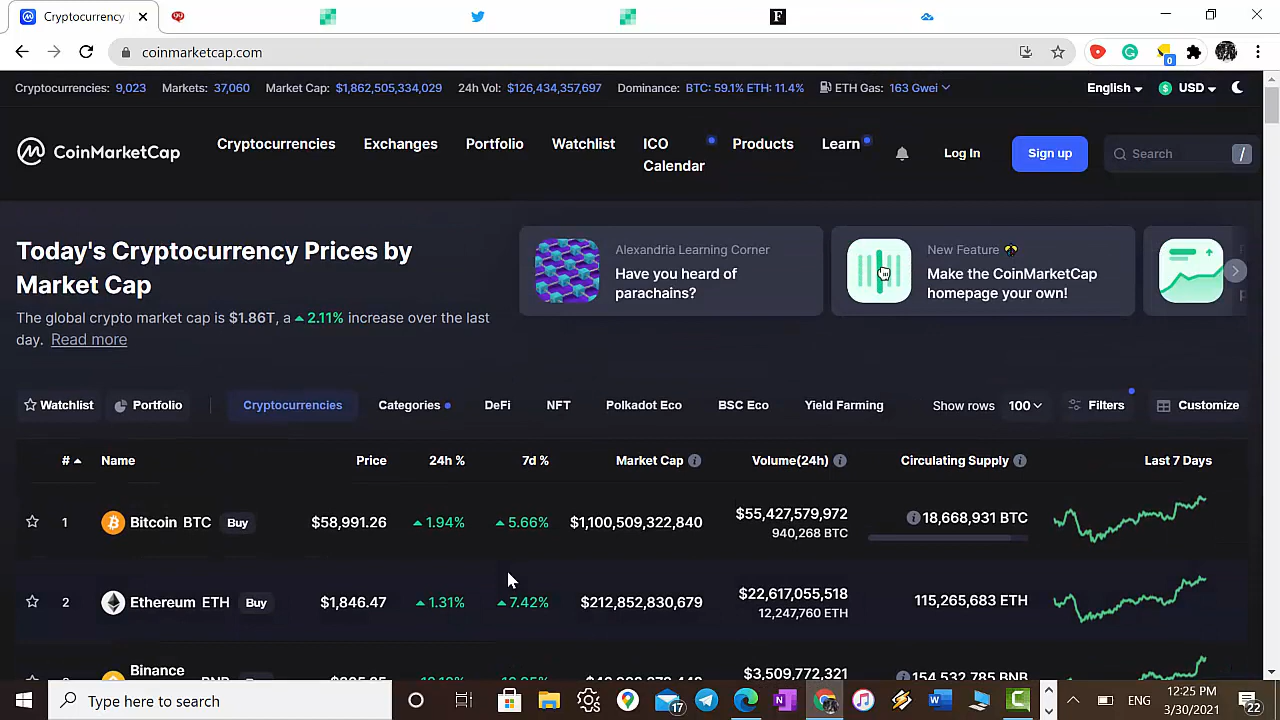 Cryptocurrency
coinmarketcap.com
0
Cryptocurrencies: 9,023 Markets: 37,060 Market Cap: $1,862,505,334,029 24h Vol: $126,434,357,697 Dominance: BTC: 59.1% ETH: 11.4% ETH Gas: 163 Gwei English USD
CoinMarketCap
Cryptocurrencies Exchanges Portfolio Watchlist ICO Calendar Products Learn Log In Sign up Search /
Today's Cryptocurrency Prices by
Market Cap
The global crypto market cap is $1.86T, a 2.11% increase over the last
day. Read more
Alexandria Learning Corner
Have you heard of
parachains?
New Feature
Make the CoinMarketCap
homepage your own!
Watchlist Portfolio Cryptocurrencies Categories DeFi NFT Polkadot Eco BSC Eco Yield Farming Show rows 100 Filters Customize
# Name Price 24h % 7d % Market Cap Volume(24h) Circulating Supply Last 7 Days
1 Bitcoin BTC Buy $58,991.26 1.94% 5.66% $1,100,509,322,840 $55,427,579,972 18,668,931 BTC
940,268 BTC
2 Ethereum ETH Buy $1,846.47 1.31% 7.42% $212,852,830,679 $22,617,055,518 115,265,683 ETH
12,247,760 ETH
Binance
$3,509,772,321
Type here to search
17
ENG
12:25 PM
3/30/2021
22